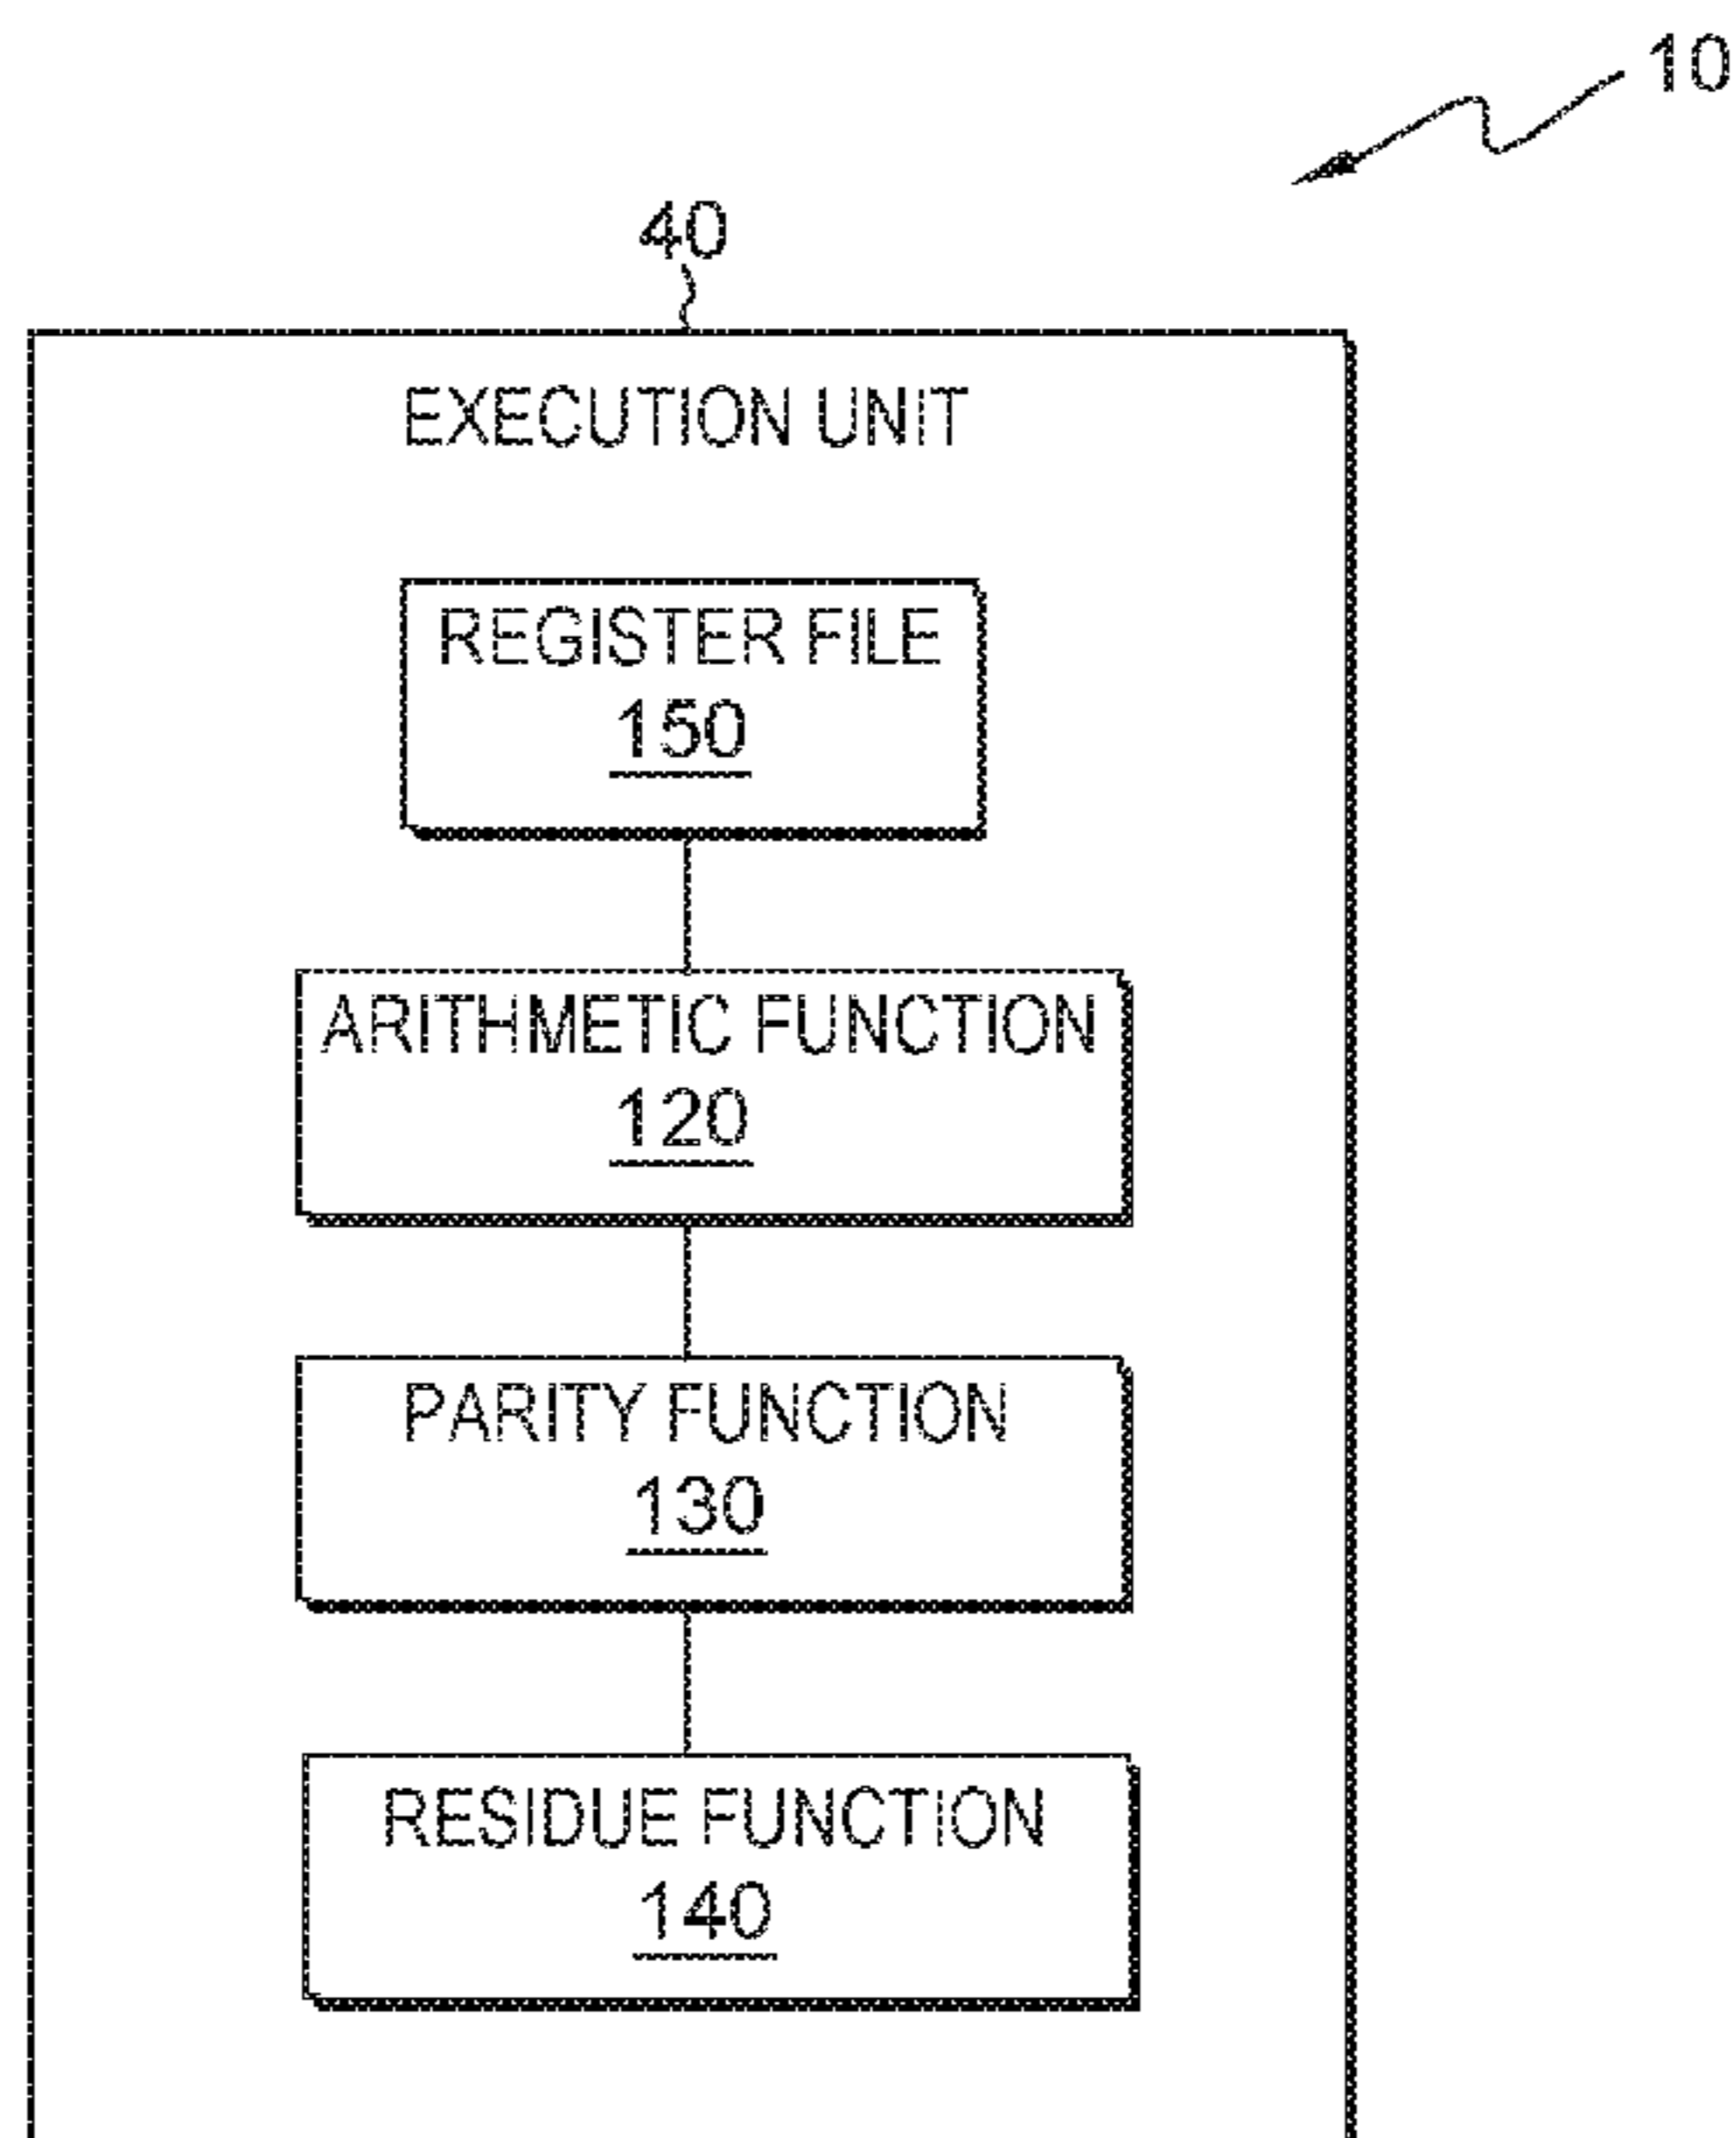 10
40
EXECUTION UNIT
REGISTER FILE
150
ARITHMETIC FUNCTION
120
PARITY FUNCTION
130
RESIDUE FUNCTION
140